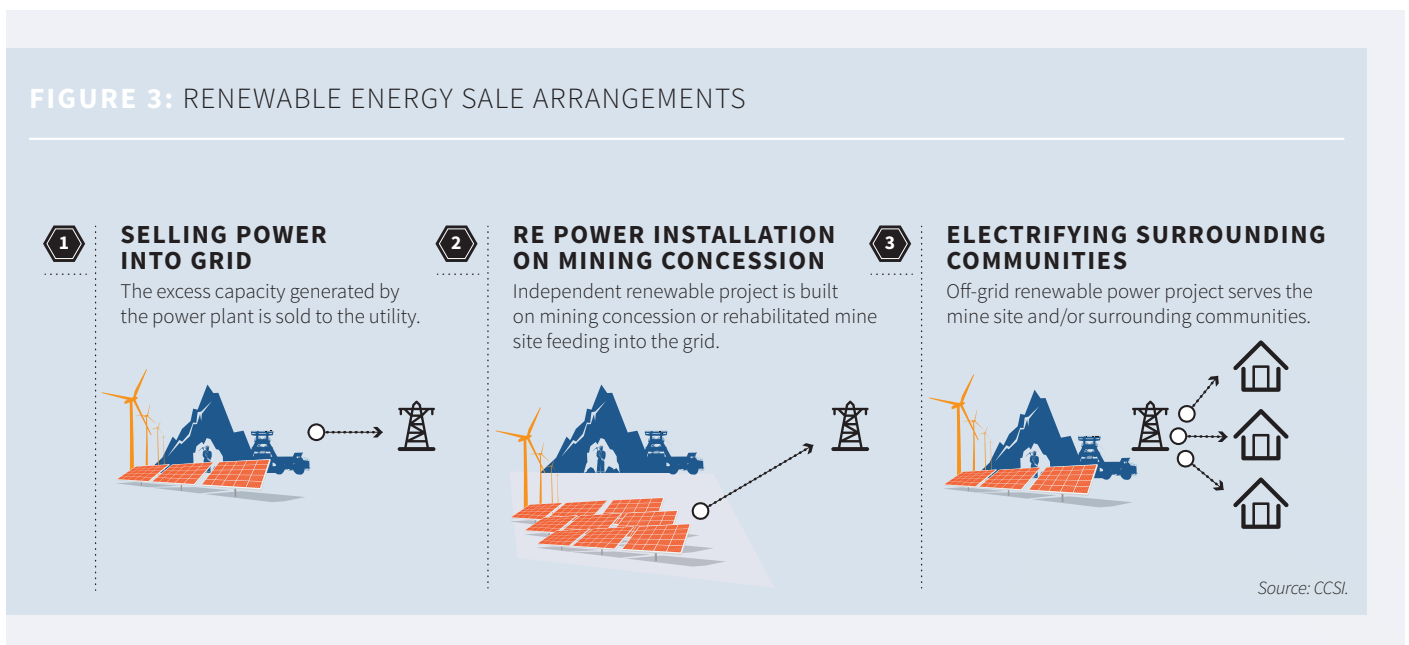 FIGURE 3: RENEWABLE ENERGY SALE ARRANGEMENTS
1
SELLING POWER
INTO GRID
The excess capacity generated by
the power plant is sold to the utility.
2
RE POWER INSTALLATION
ON MINING CONCESSION
Independent renewable project is built
on mining concession or rehabilitated mine
site feeding into the grid.
3
ELECTRIFYING SURROUNDING
COMMUNITIES
Off-grid renewable power project serves the
mine site and/or surrounding communities.
Source: CCSI.